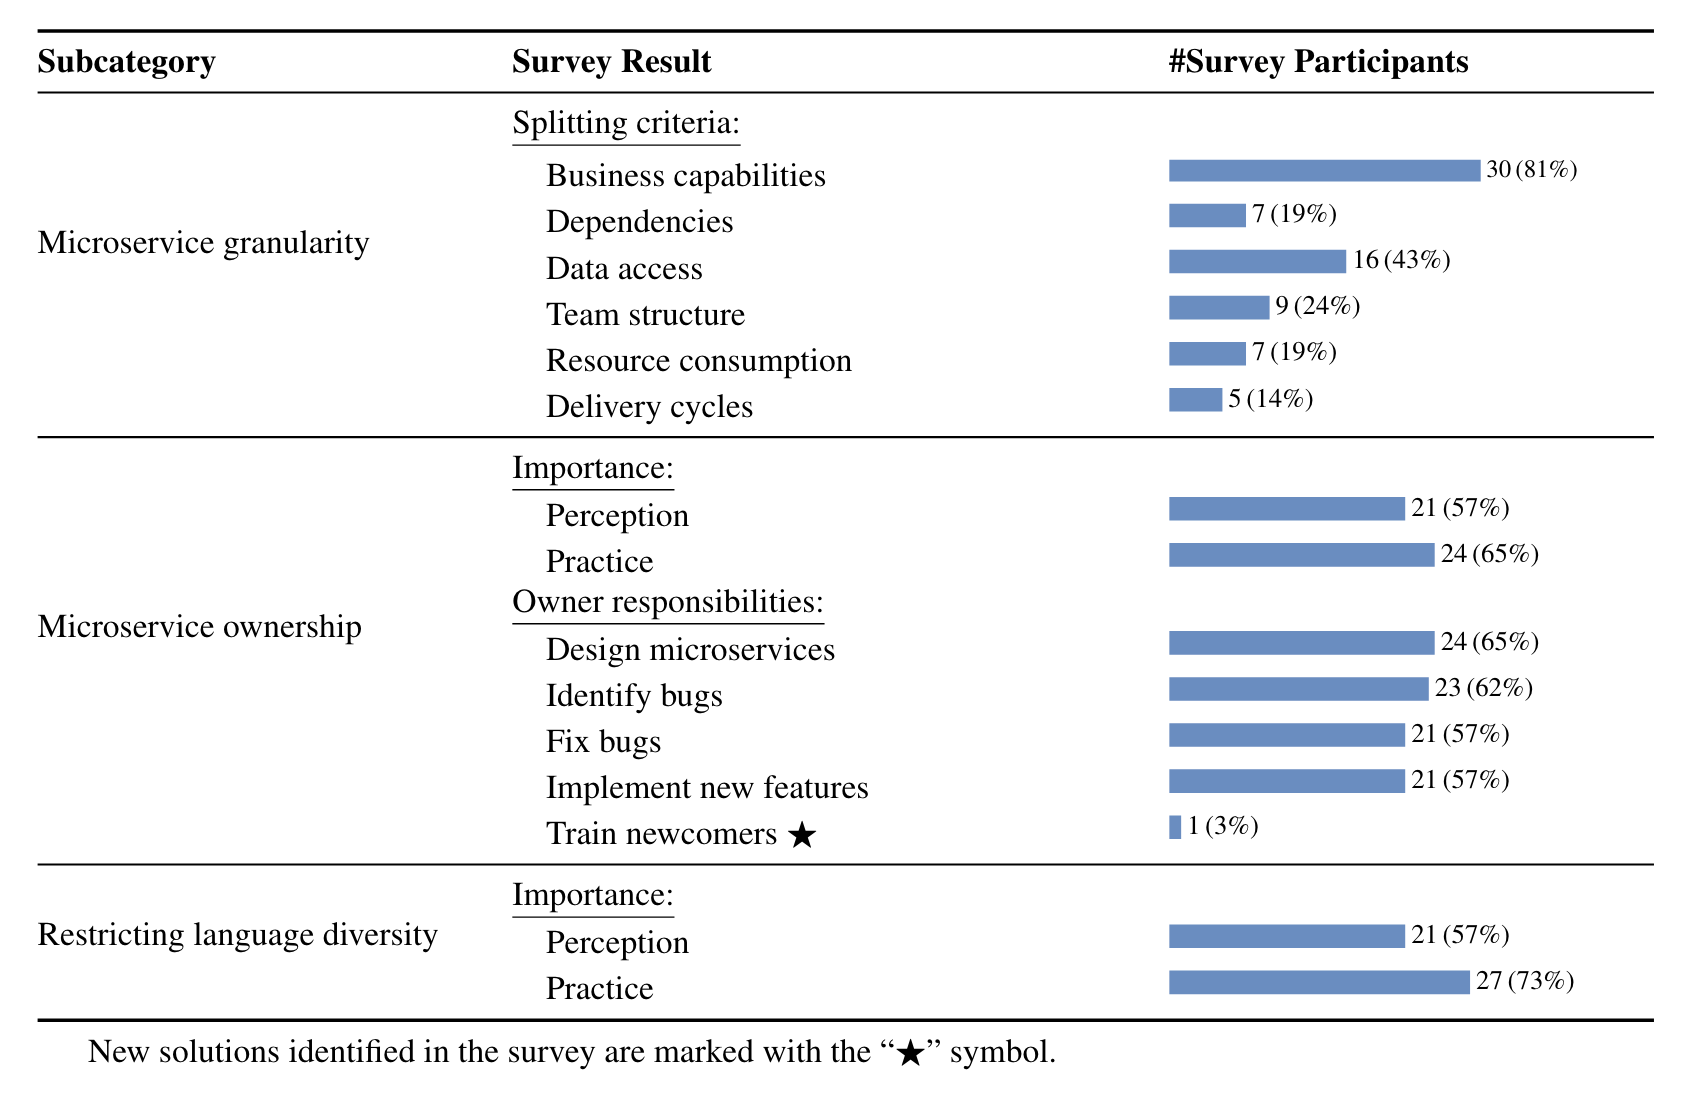 Subcategory Survey Result #Survey Participants
Splitting criteria:
Business capabilities 30 (81%)
Dependencies 7 (19%)
Microservice granularity
Data access 16 (43%)
Team structure 9 (24%)
Resource consumption 7 (19%)
Delivery cycles 5 (14%)
Importance:
Perception 21 (57%)
Practice 24 (65%)
Owner responsibilities:
Microservice ownership
Design microservices 24 (65%)
Identify bugs 23 (62%)
Fix bugs 21 (57%)
Implement new features 21 (57%)
Train newcomers ★ 1 (3%)
Importance:
Restricting language diversity
Perception 21 (57%)
Practice 27 (73%)
New solutions identified in the survey are marked with the “★” symbol.